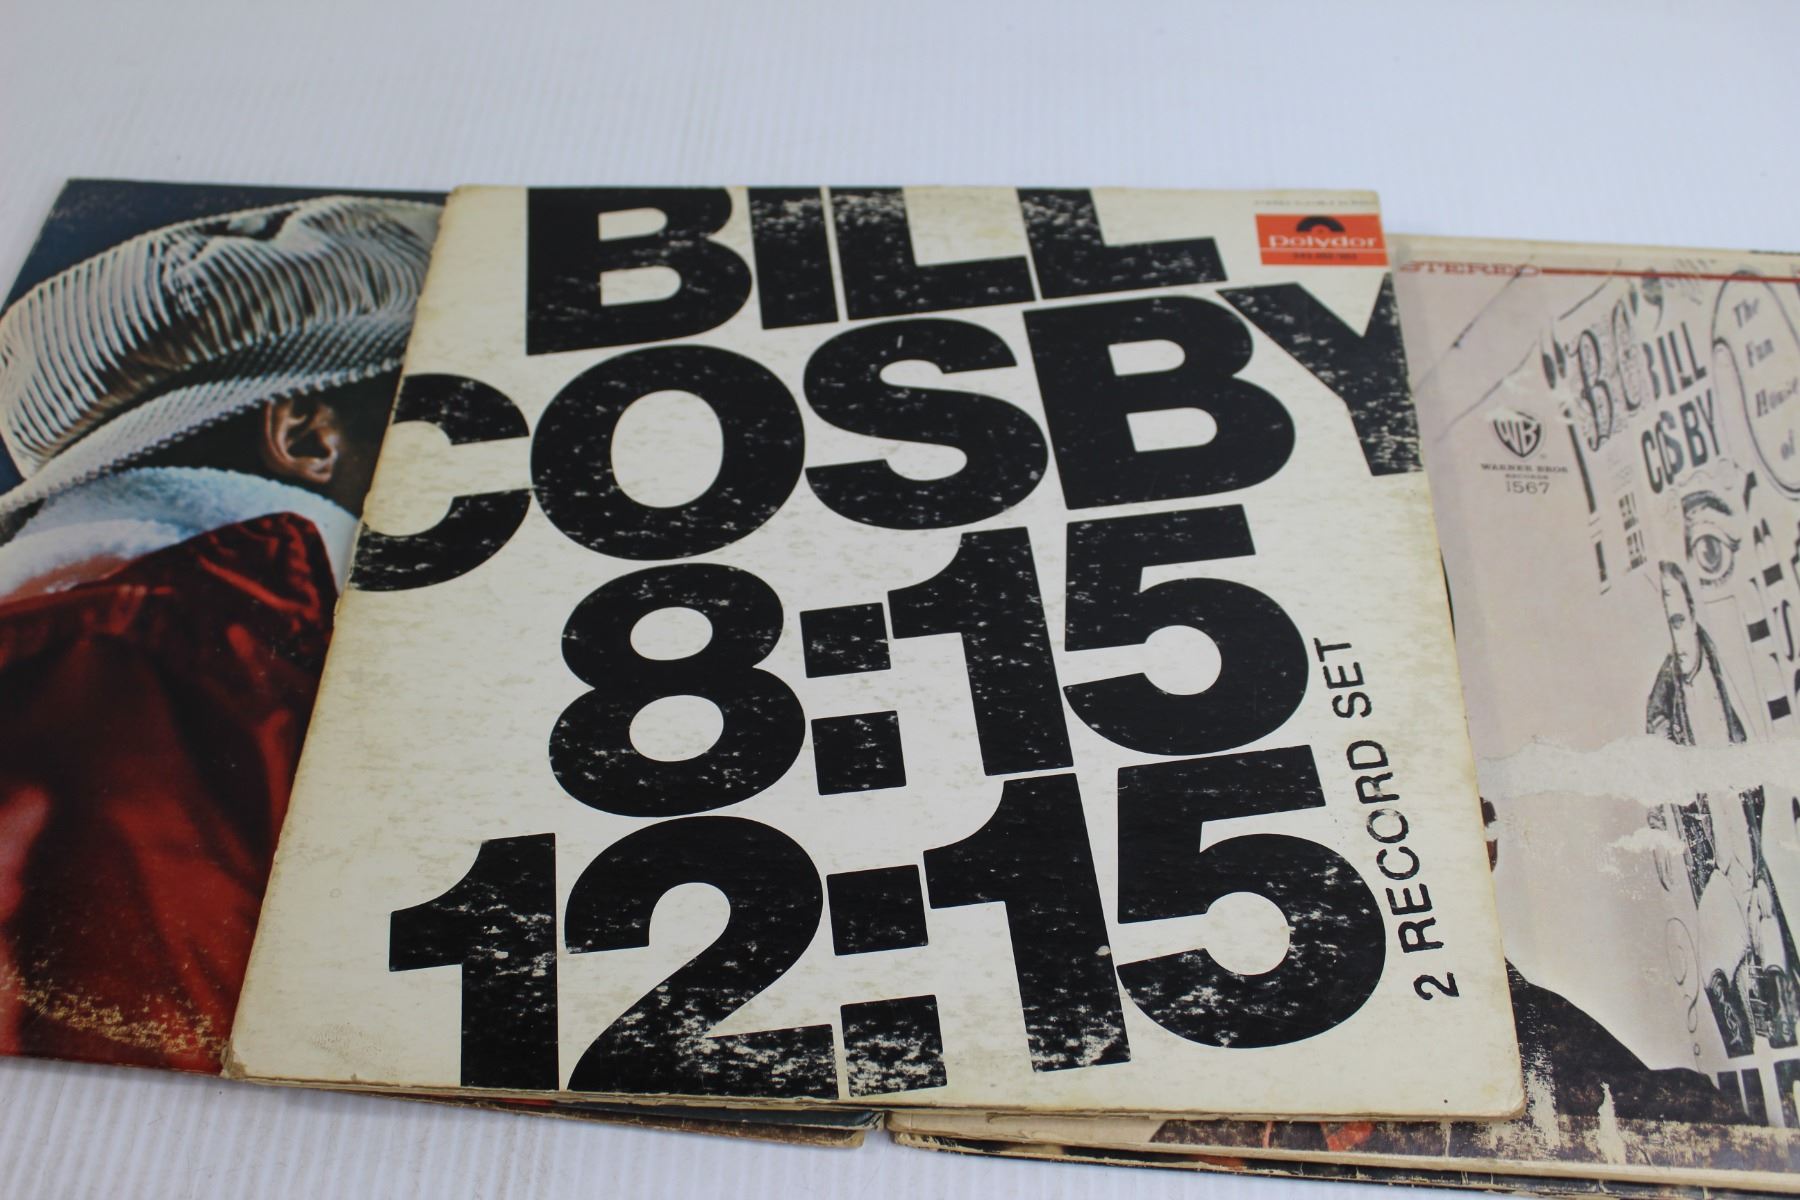 BILL
COSBY
8:15
12:15
2 RECORD SET
polydor
STEREO
BILL
COSBY
The
Fun
House
of
WB
WARNER BROS
RECORDS
1567